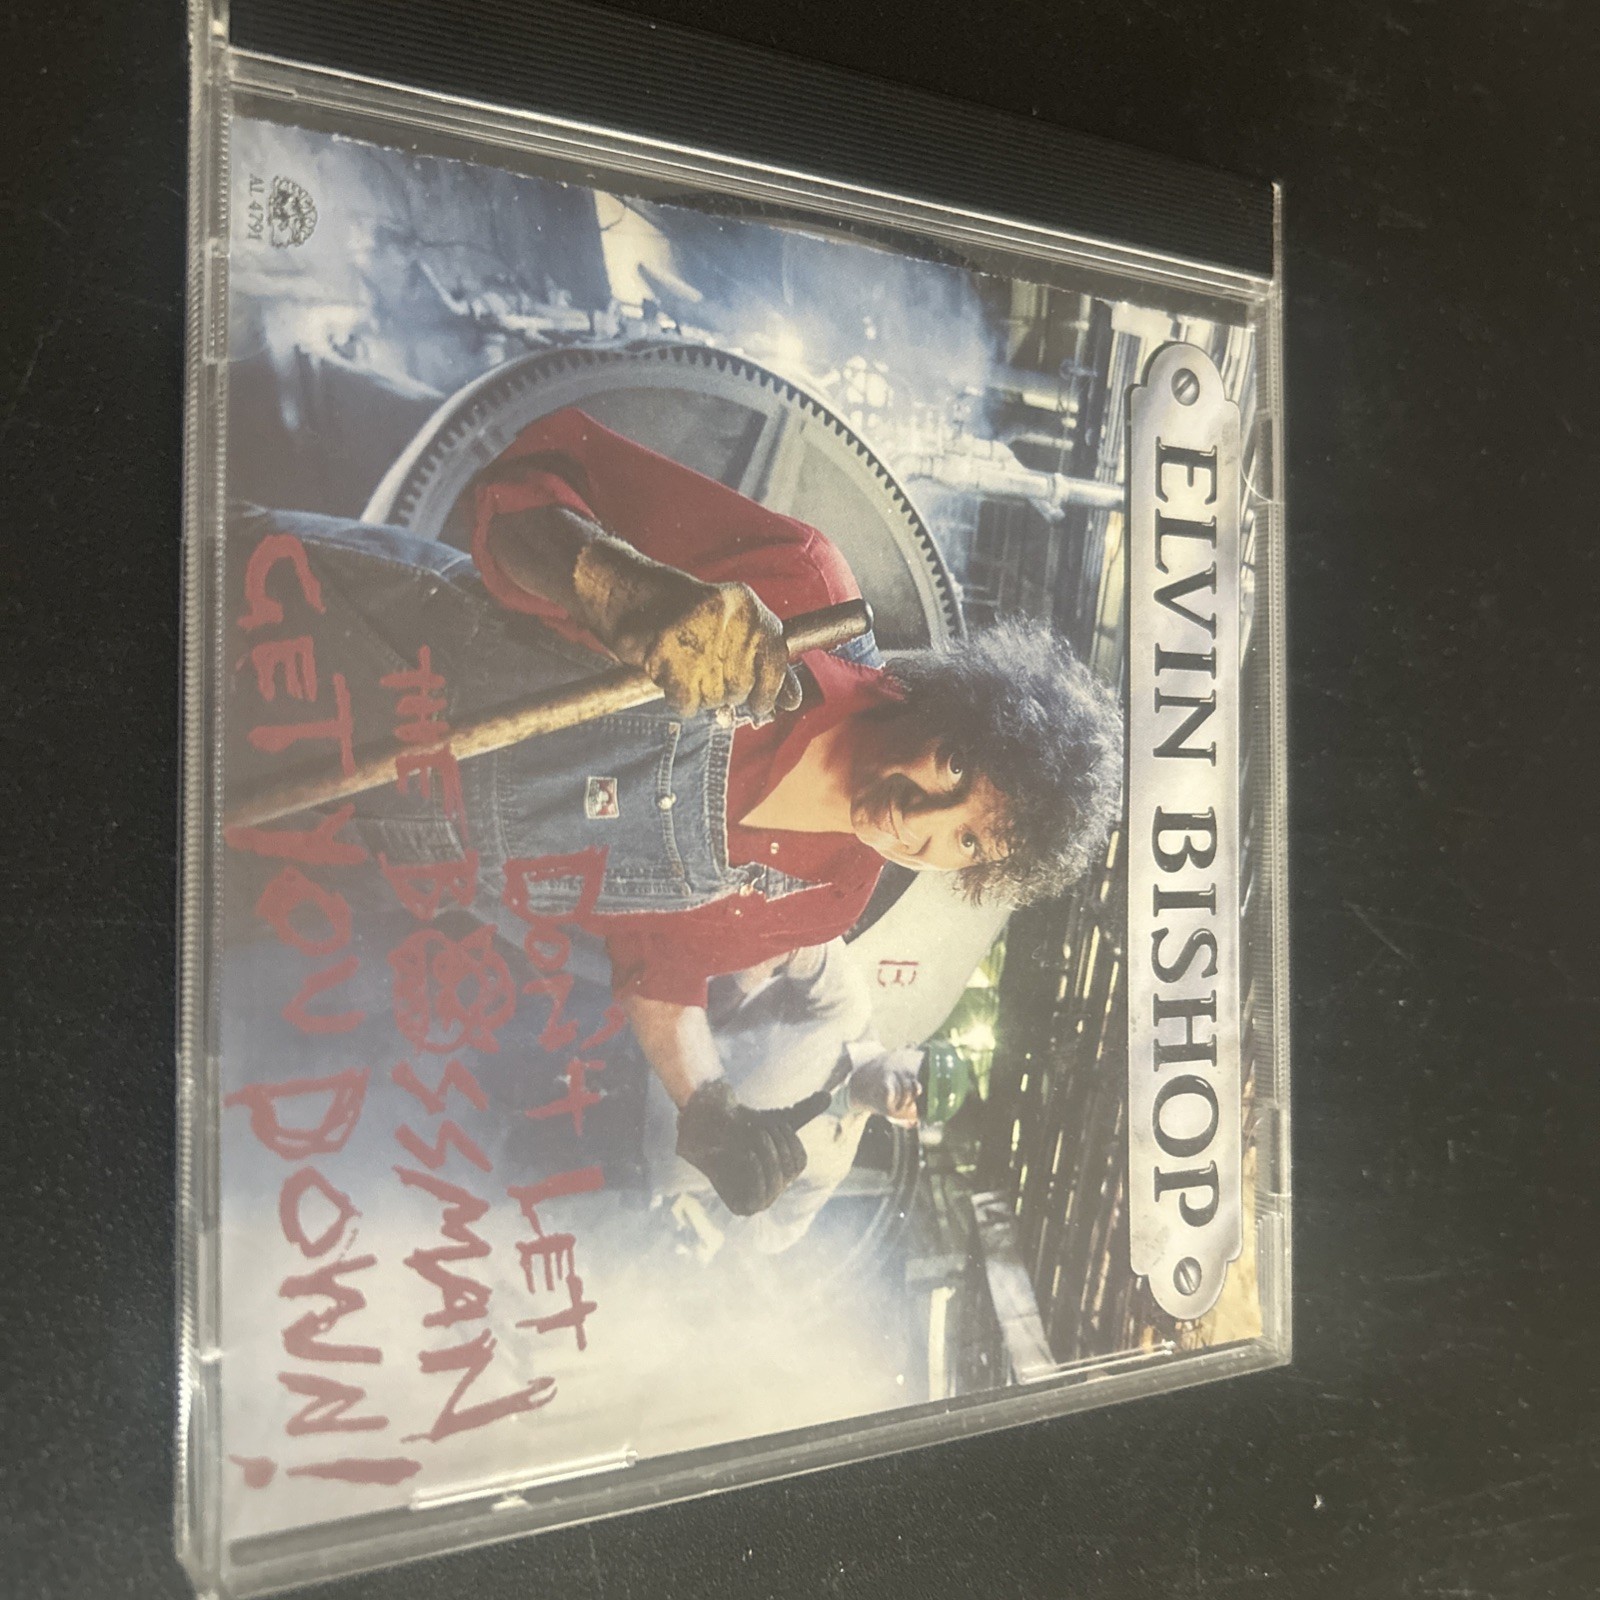 ELVIN BISHOP
B
DON'T LET
THE BOSSMAN
GET YOU DOWN!
AL 4791